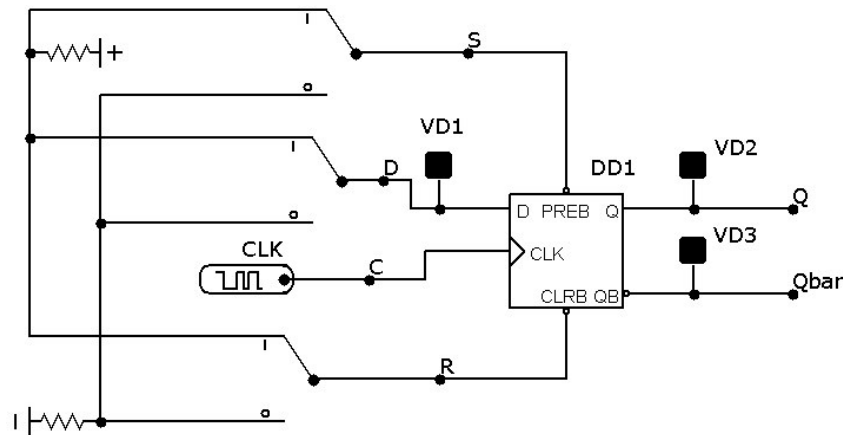 I
+
S
o
VD1
VD2
DD1
I
D
Q
D PREB Q
o
VD3
CLK
C
CLK
Qbar
CLRB QB
I
R
o
I